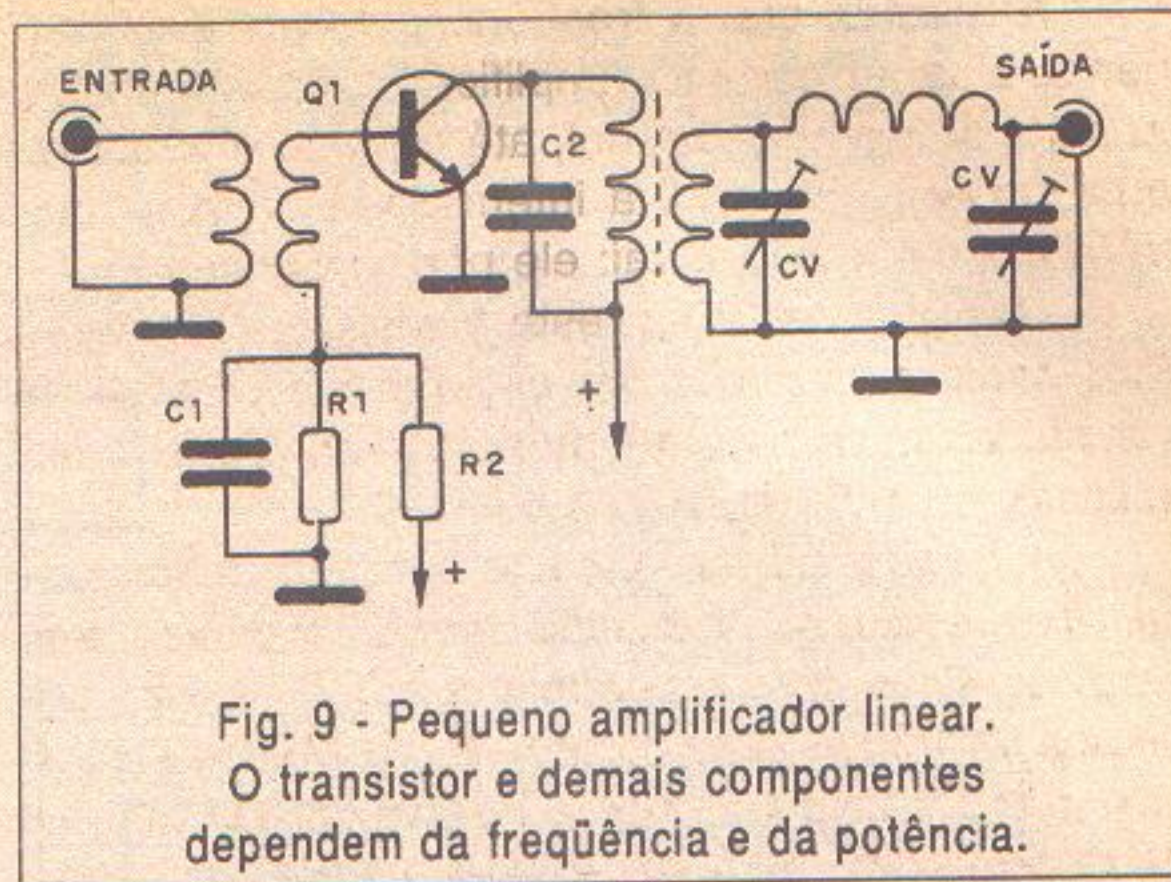 ENTRADA
Q1
C2
SAÍDA
CV
CV
+
C1
R1
R2
+
Fig. 9 - Pequeno amplificador linear.
O transistor e demais componentes
dependem da freqüência e da potência.